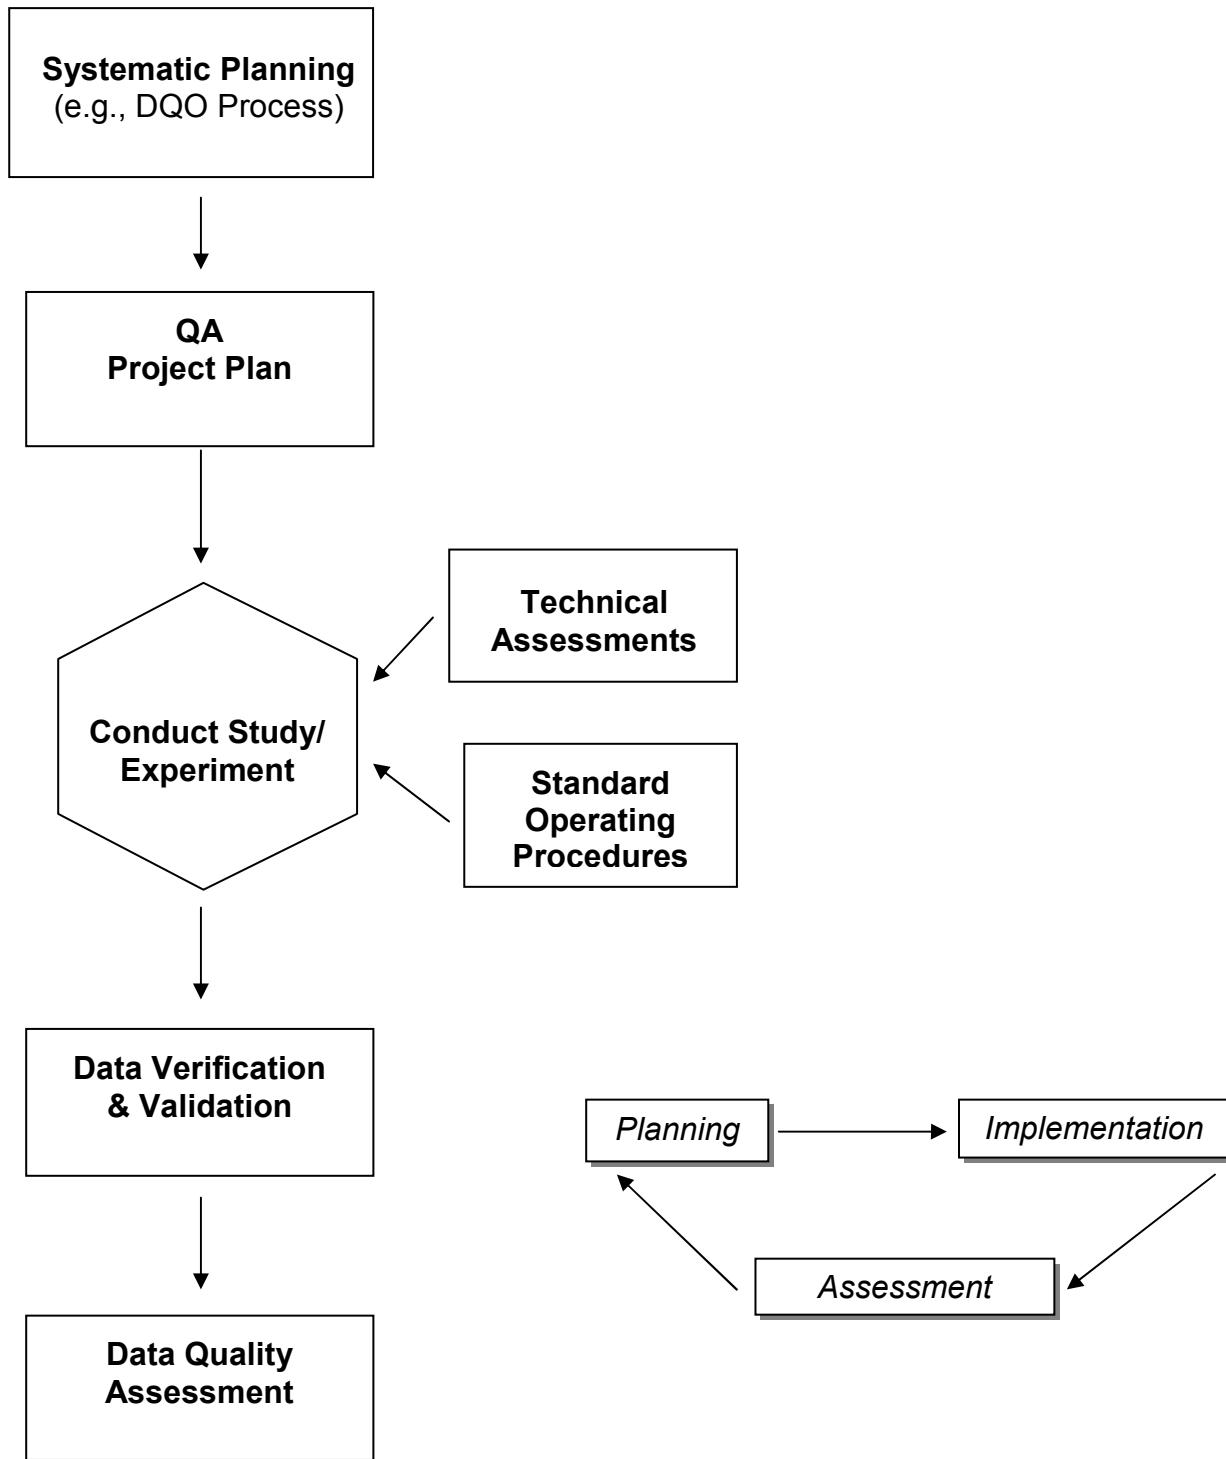 Systematic Planning
(e.g., DQO Process)
QA
Project Plan
Technical
Assessments
Conduct Study/
Experiment
Standard
Operating
Procedures
Data Verification
& Validation
Planning
Implementation
Assessment
Data Quality
Assessment